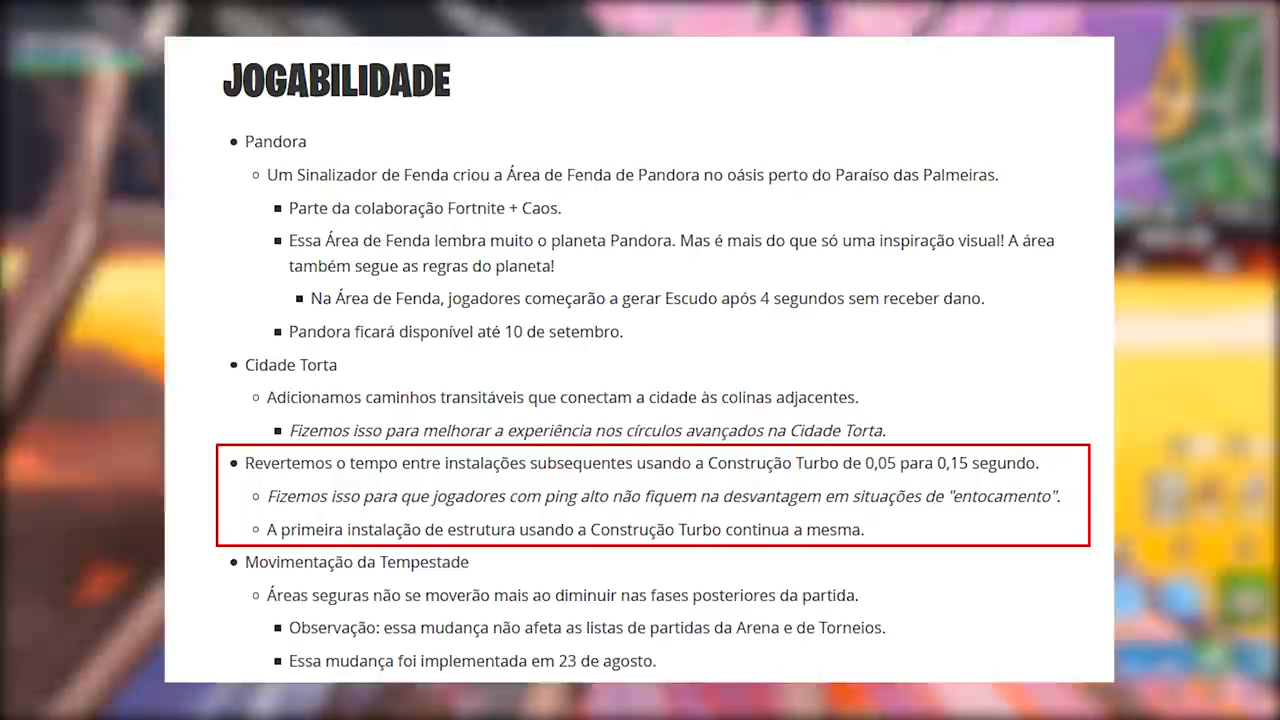 JOGABILIDADE
• Pandora
○ Um Sinalizador de Fenda criou a Área de Fenda de Pandora no oásis perto do Paraíso das Palmeiras.
■ Parte da colaboração Fortnite + Caos.
■ Essa Área de Fenda lembra muito o planeta Pandora. Mas é mais do que só uma inspiração visual! A área
também segue as regras do planeta!
■ Na Área de Fenda, jogadores começarão a gerar Escudo após 4 segundos sem receber dano.
■ Pandora ficará disponível até 10 de setembro.
• Cidade Torta
○ Adicionamos caminhos transitáveis que conectam a cidade às colinas adjacentes.
■ Fizemos isso para melhorar a experiência nos círculos avançados na Cidade Torta.
• Revertemos o tempo entre instalações subsequentes usando a Construção Turbo de 0,05 para 0,15 segundo.
○ Fizemos isso para que jogadores com ping alto não fiquem na desvantagem em situações de "entocamento".
○ A primeira instalação de estrutura usando a Construção Turbo continua a mesma.
• Movimentação da Tempestade
○ Áreas seguras não se moverão mais ao diminuir nas fases posteriores da partida.
■ Observação: essa mudança não afeta as listas de partidas da Arena e de Torneios.
■ Essa mudança foi implementada em 23 de agosto.